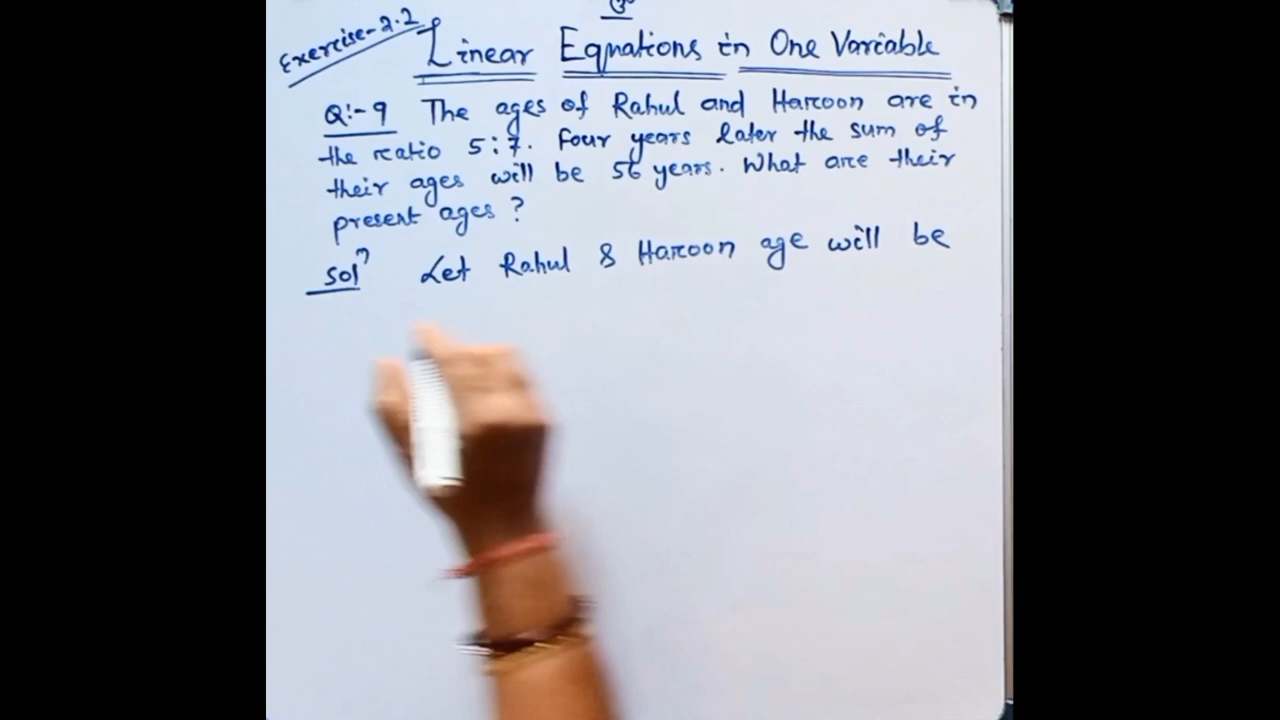 Exercise-2.2
Linear Equations in One Variable
Q:-9 The ages of Rahul and Haroon are in
the ratio 5:7. Four years later the sum of
their ages will be 56 years. What are their
present ages?
Solⁿ Let Rahul & Haroon age will be